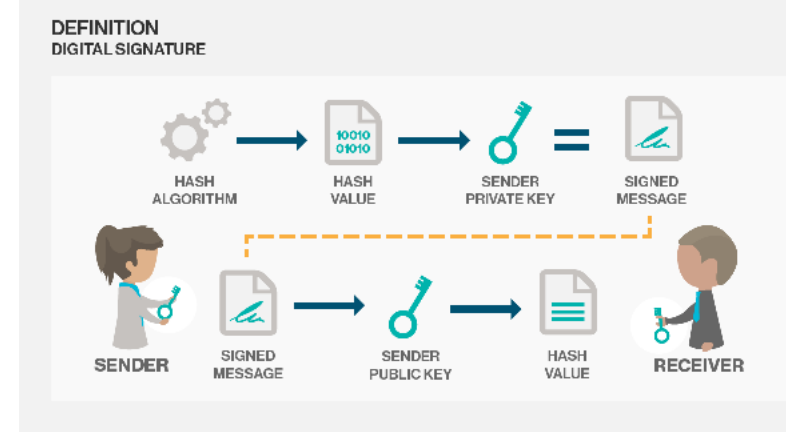 DEFINITION
DIGITAL SIGNATURE
10010
01010
HASH
ALGORITHM
HASH
VALUE
SENDER
PRIVATE KEY
SIGNED
MESSAGE
SENDER
SIGNED
MESSAGE
SENDER
PUBLIC KEY
HASH
VALUE
RECEIVER